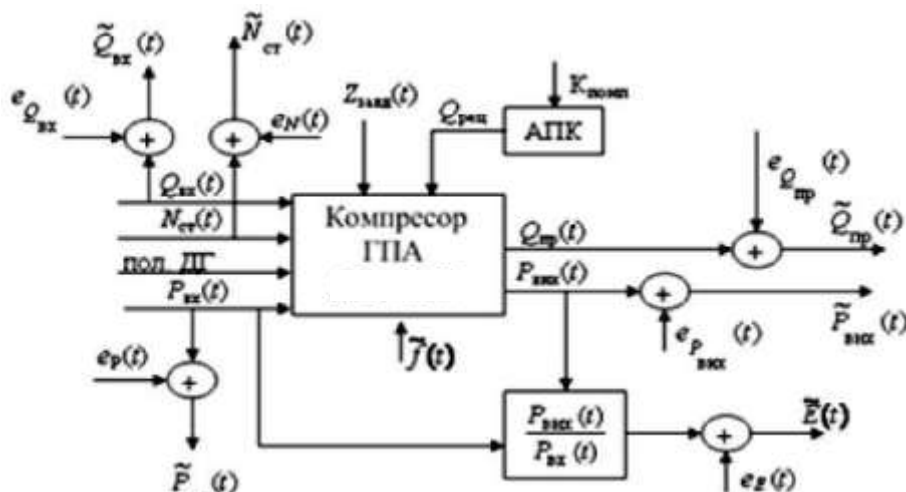 Q̃вх(t)
Ñст(t)
eQвх(t)
Zзавд(t)
Qрец
Kпомп
АПК
eN(t)
+
+
eQпр(t)
Qвх(t)
Nст(t)
пол. ДГ
Pвх(t)
Компресор
ГПА
Qпр(t)
+
Q̃пр(t)
Pвих(t)
+
P̃вих(t)
ePвих(t)
f̃(t)
eP(t)
+
Pвих(t)
Pвх(t)
+
Ẽ(t)
eE(t)
P̃ (t)